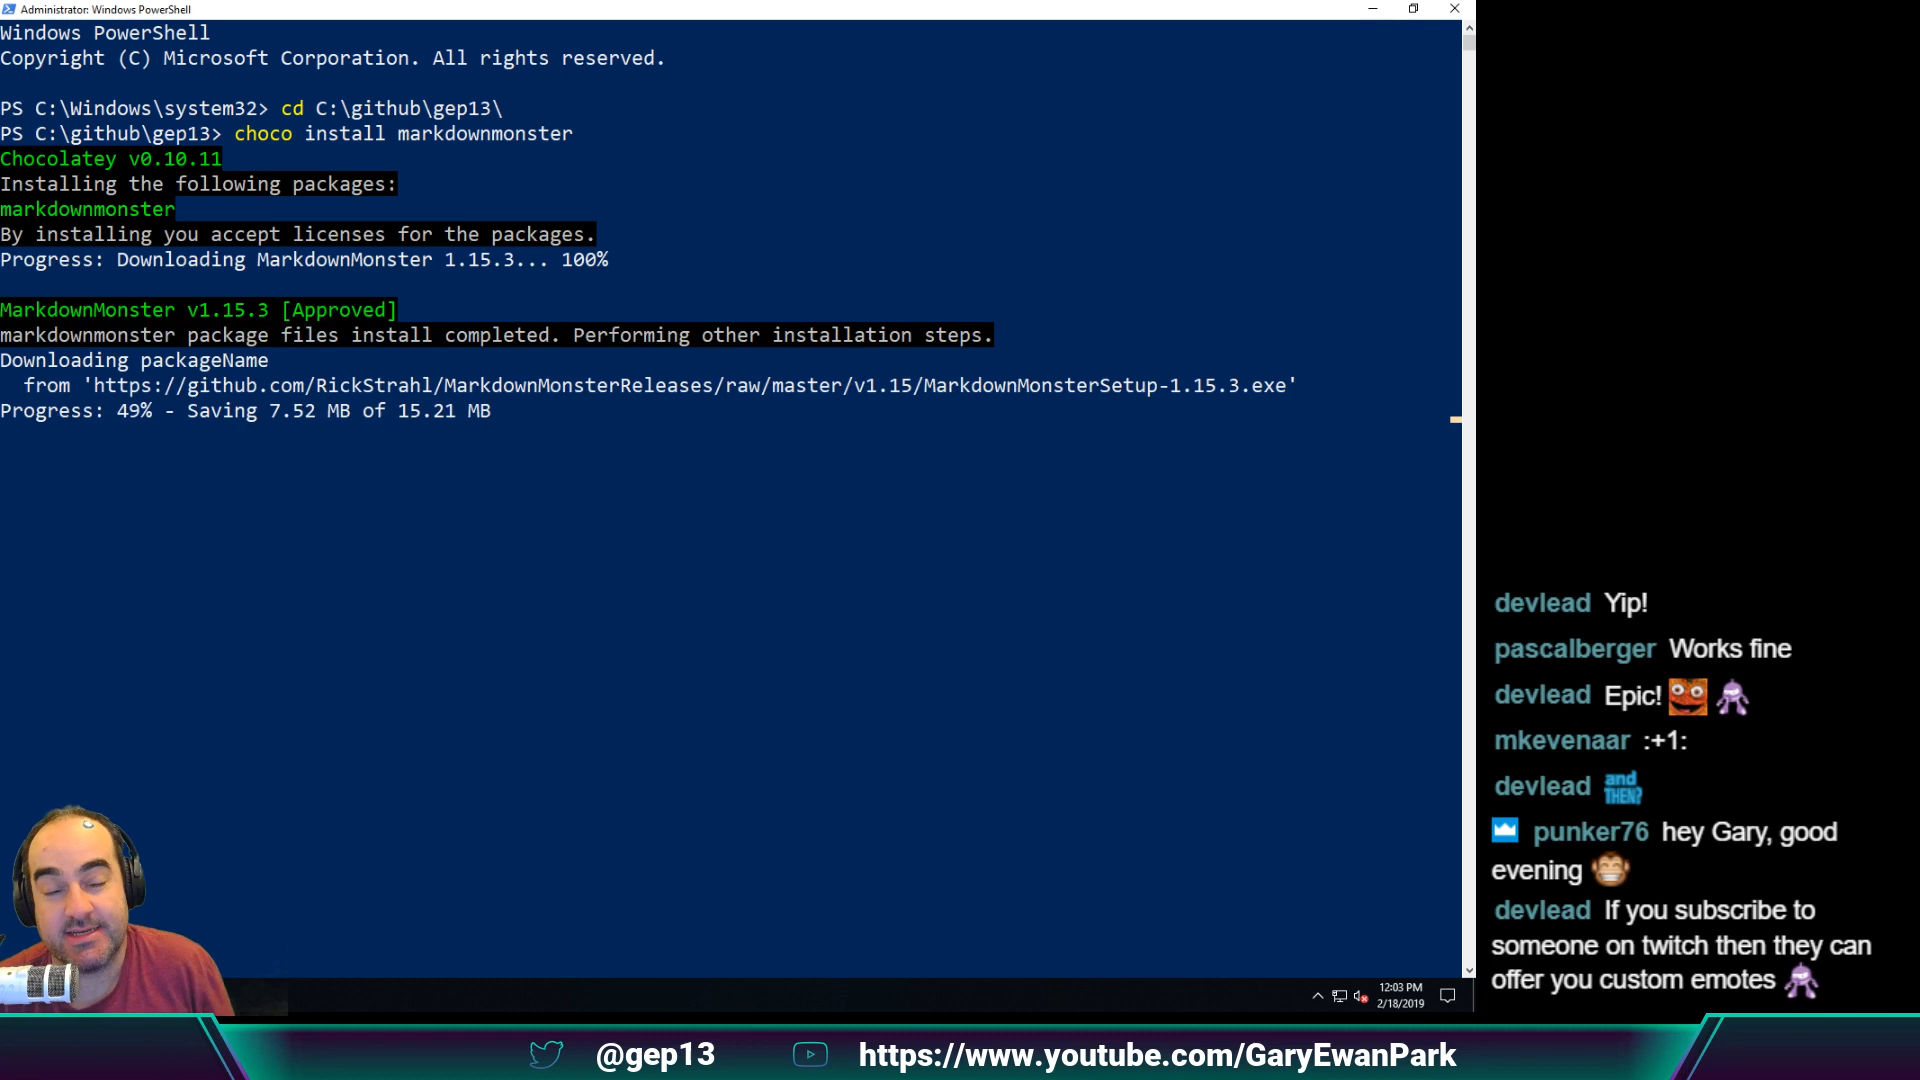 Administrator: Windows PowerShell
Windows PowerShell
Copyright (C) Microsoft Corporation. All rights reserved.
PS C:\Windows\system32> cd C:\github\gep13\
PS C:\github\gep13> choco install markdownmonster
Chocolatey v0.10.11
Installing the following packages:
markdownmonster
By installing you accept licenses for the packages.
Progress: Downloading MarkdownMonster 1.15.3... 100%
MarkdownMonster v1.15.3 [Approved]
markdownmonster package files install completed. Performing other installation steps.
Downloading packageName
from 'https://github.com/RickStrahl/MarkdownMonsterReleases/raw/master/v1.15/MarkdownMonsterSetup-1.15.3.exe'
Progress: 49% - Saving 7.52 MB of 15.21 MB
devlead Yip!
pascalberger Works fine
devlead Epic!
mkevenaar :+1:
devlead and THEN?
punker76 hey Gary, good
evening
devlead If you subscribe to
someone on twitch then they can
offer you custom emotes
12:03 PM
2/18/2019
@gep13
https://www.youtube.com/GaryEwanPark